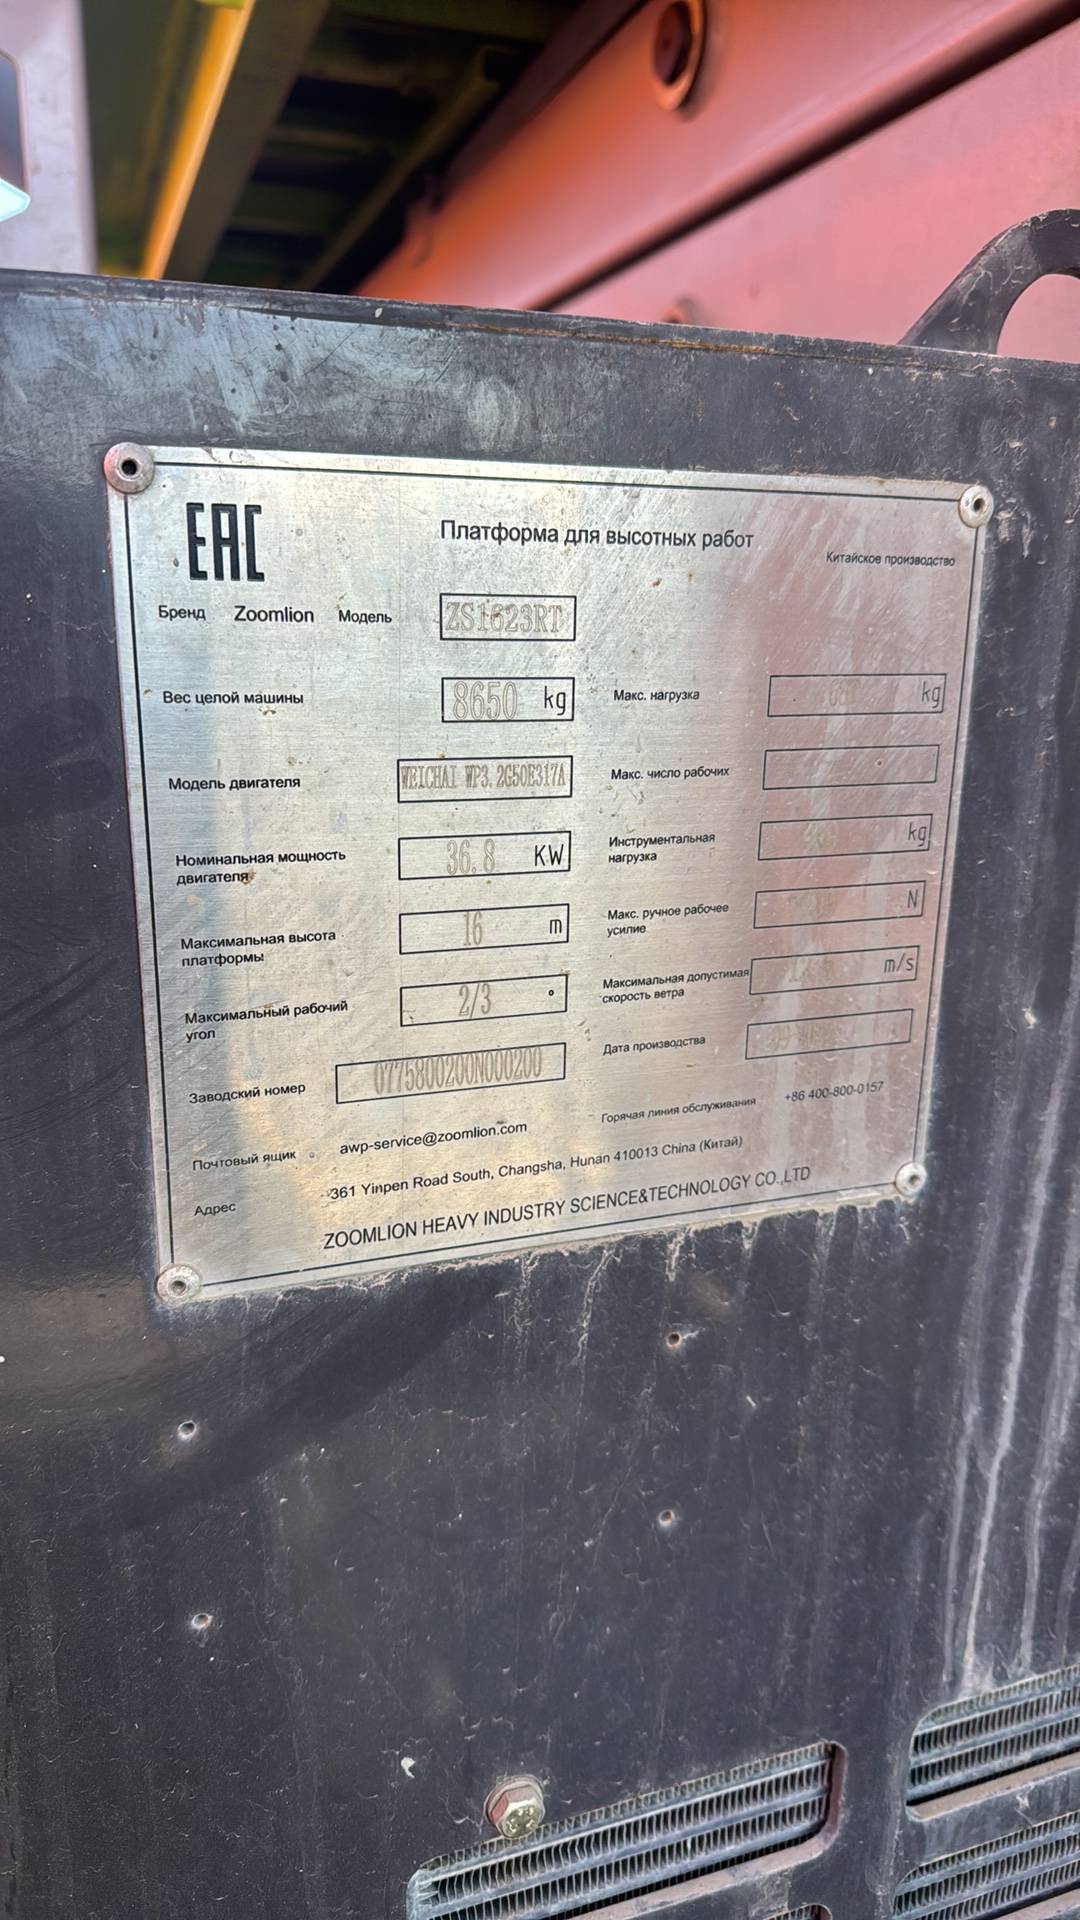 EAC
Платформа для высотных работ
Китайское производство
Бренд Zoomlion Модель ZS1623RT
Вес целой машины 8650 kg Макс. нагрузка kg
Модель двигателя WEICHAI WP3.2G50E317A Макс. число рабочих
Номинальная мощность двигателя 36.8 KW Инструментальная нагрузка kg
Максимальная высота платформы 16 m Макс. ручное рабочее усилие N
Максимальный рабочий угол 2/3 ° Максимальная допустимая скорость ветра m/s
Заводский номер 0775800200N000200 Дата производства
Почтовый ящик awp-service@zoomlion.com Горячая линия обслуживания +86 400-800-0157
Адрес 361 Yinpen Road South, Changsha, Hunan 410013 China (Китай)
ZOOMLION HEAVY INDUSTRY SCIENCE&TECHNOLOGY CO.,LTD